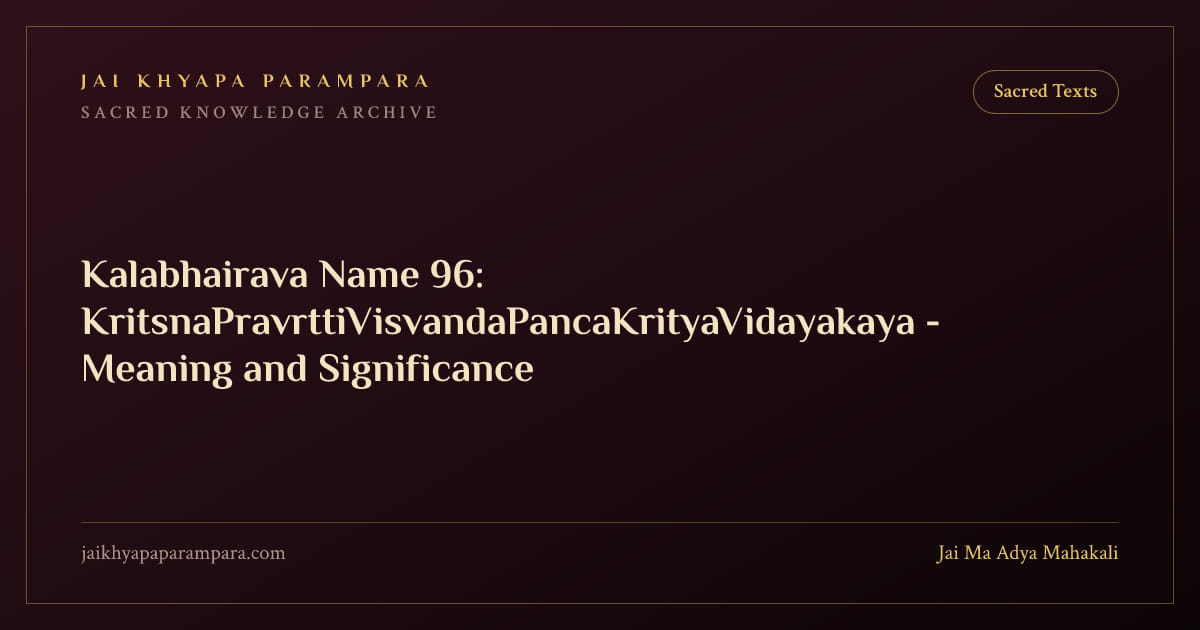 JAI KHYAPA PARAMPARA
SACRED KNOWLEDGE ARCHIVE
Sacred Texts
Kalabhairava Name 96:
KritsnaPravrttiVisvandaPancaKrityaVidayakaya -
Meaning and Significance
jaikhyapaparampara.com
Jai Ma Adya Mahakali